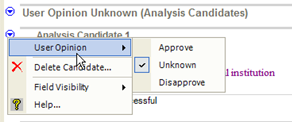 User Opinion Unknown (Analysis Candidates)
Analysis Candidate 1
User Opinion
Approve
Unknown
Disapprove
Delete Candidate...
institution
Field Visibility
Help...